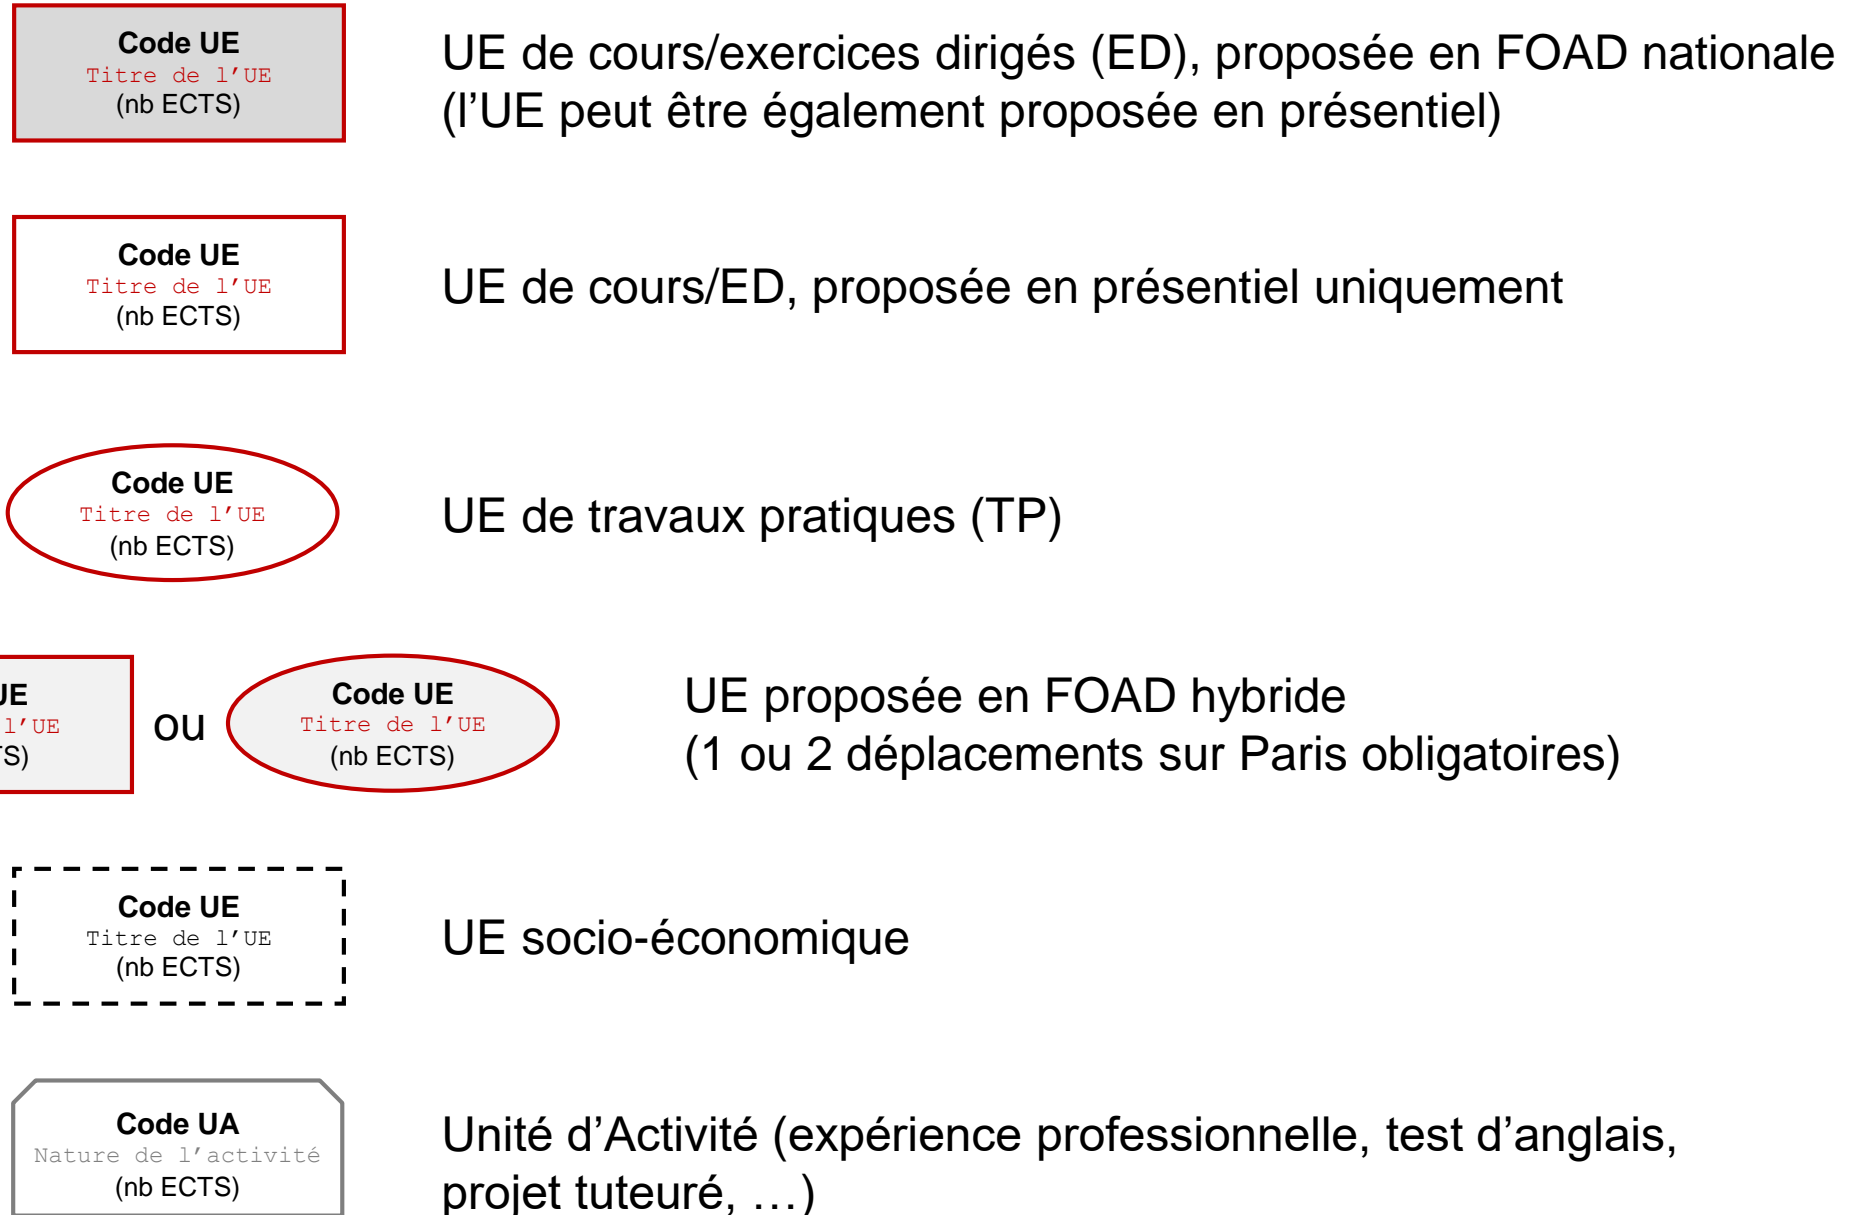 Code UE
Titre de l’UE
(nb ECTS)
UE de cours/exercices dirigés (ED), proposée en FOAD nationale
(l’UE peut être également proposée en présentiel)
Code UE
Titre de l’UE
(nb ECTS)
UE de cours/ED, proposée en présentiel uniquement
Code UE
Titre de l’UE
(nb ECTS)
UE de travaux pratiques (TP)
UE
l’UE
ou
Code UE
Titre de l’UE
(nb ECTS)
UE proposée en FOAD hybride
(1 ou 2 déplacements sur Paris obligatoires)
Code UE
Titre de l’UE
(nb ECTS)
UE socio-économique
Code UA
Nature de l’activité
(nb ECTS)
Unité d’Activité (expérience professionnelle, test d’anglais,
projet tuteuré, …)